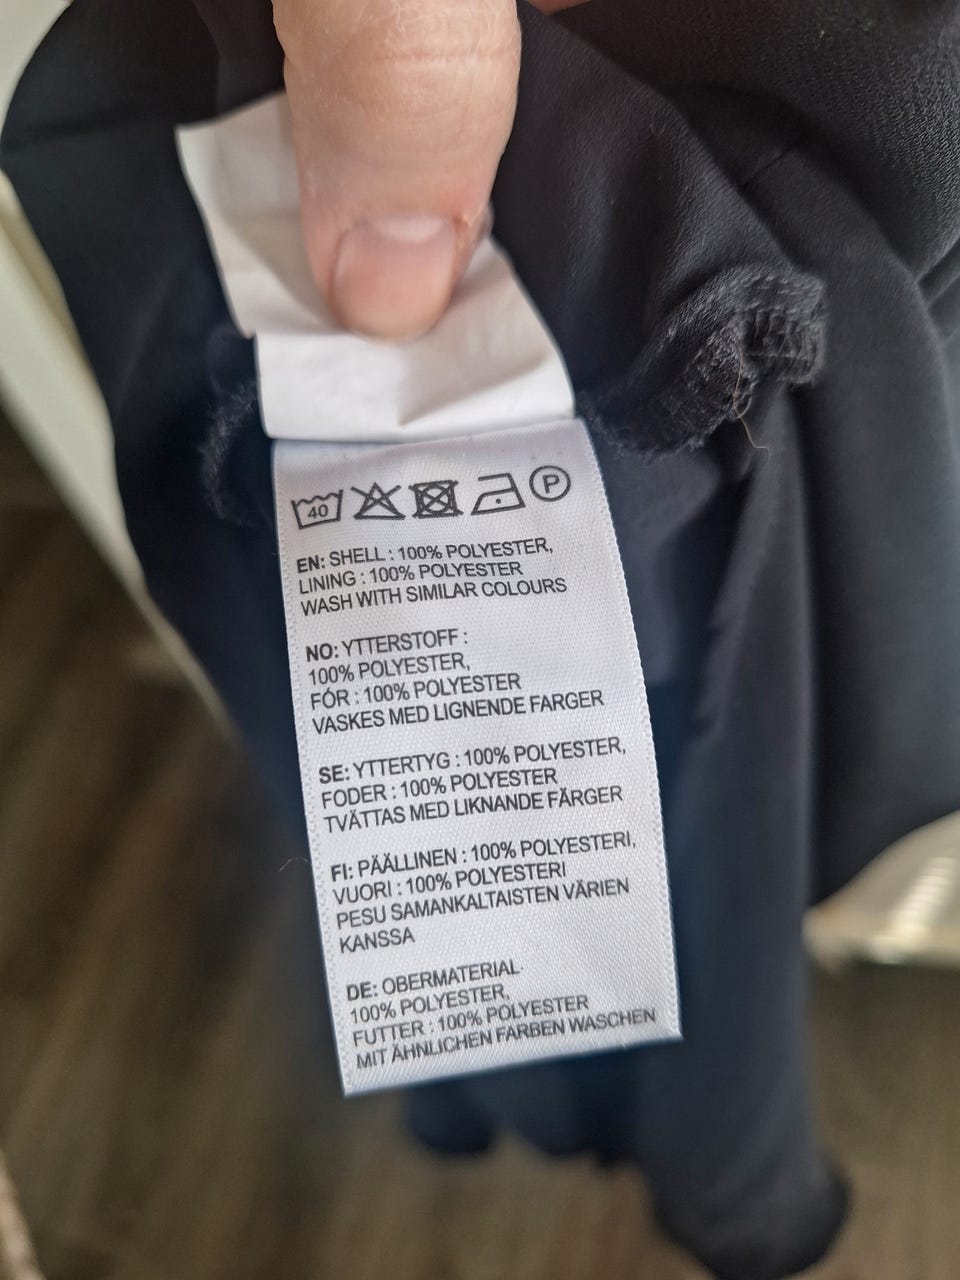 40 P
EN: SHELL : 100% POLYESTER,
LINING : 100% POLYESTER
WASH WITH SIMILAR COLOURS
NO: YTTERSTOFF :
100% POLYESTER,
FÓR : 100% POLYESTER
VASKES MED LIGNENDE FARGER
SE: YTTERTYG : 100% POLYESTER,
FODER : 100% POLYESTER
TVÄTTAS MED LIKNANDE FÄRGER
FI: PÄÄLLINEN : 100% POLYESTERI,
VUORI : 100% POLYESTERI
PESU SAMANKALTAISTEN VÄRIEN
KANSSA
DE: OBERMATERIAL:
100% POLYESTER,
FUTTER : 100% POLYESTER
MIT ÄHNLICHEN FARBEN WASCHEN